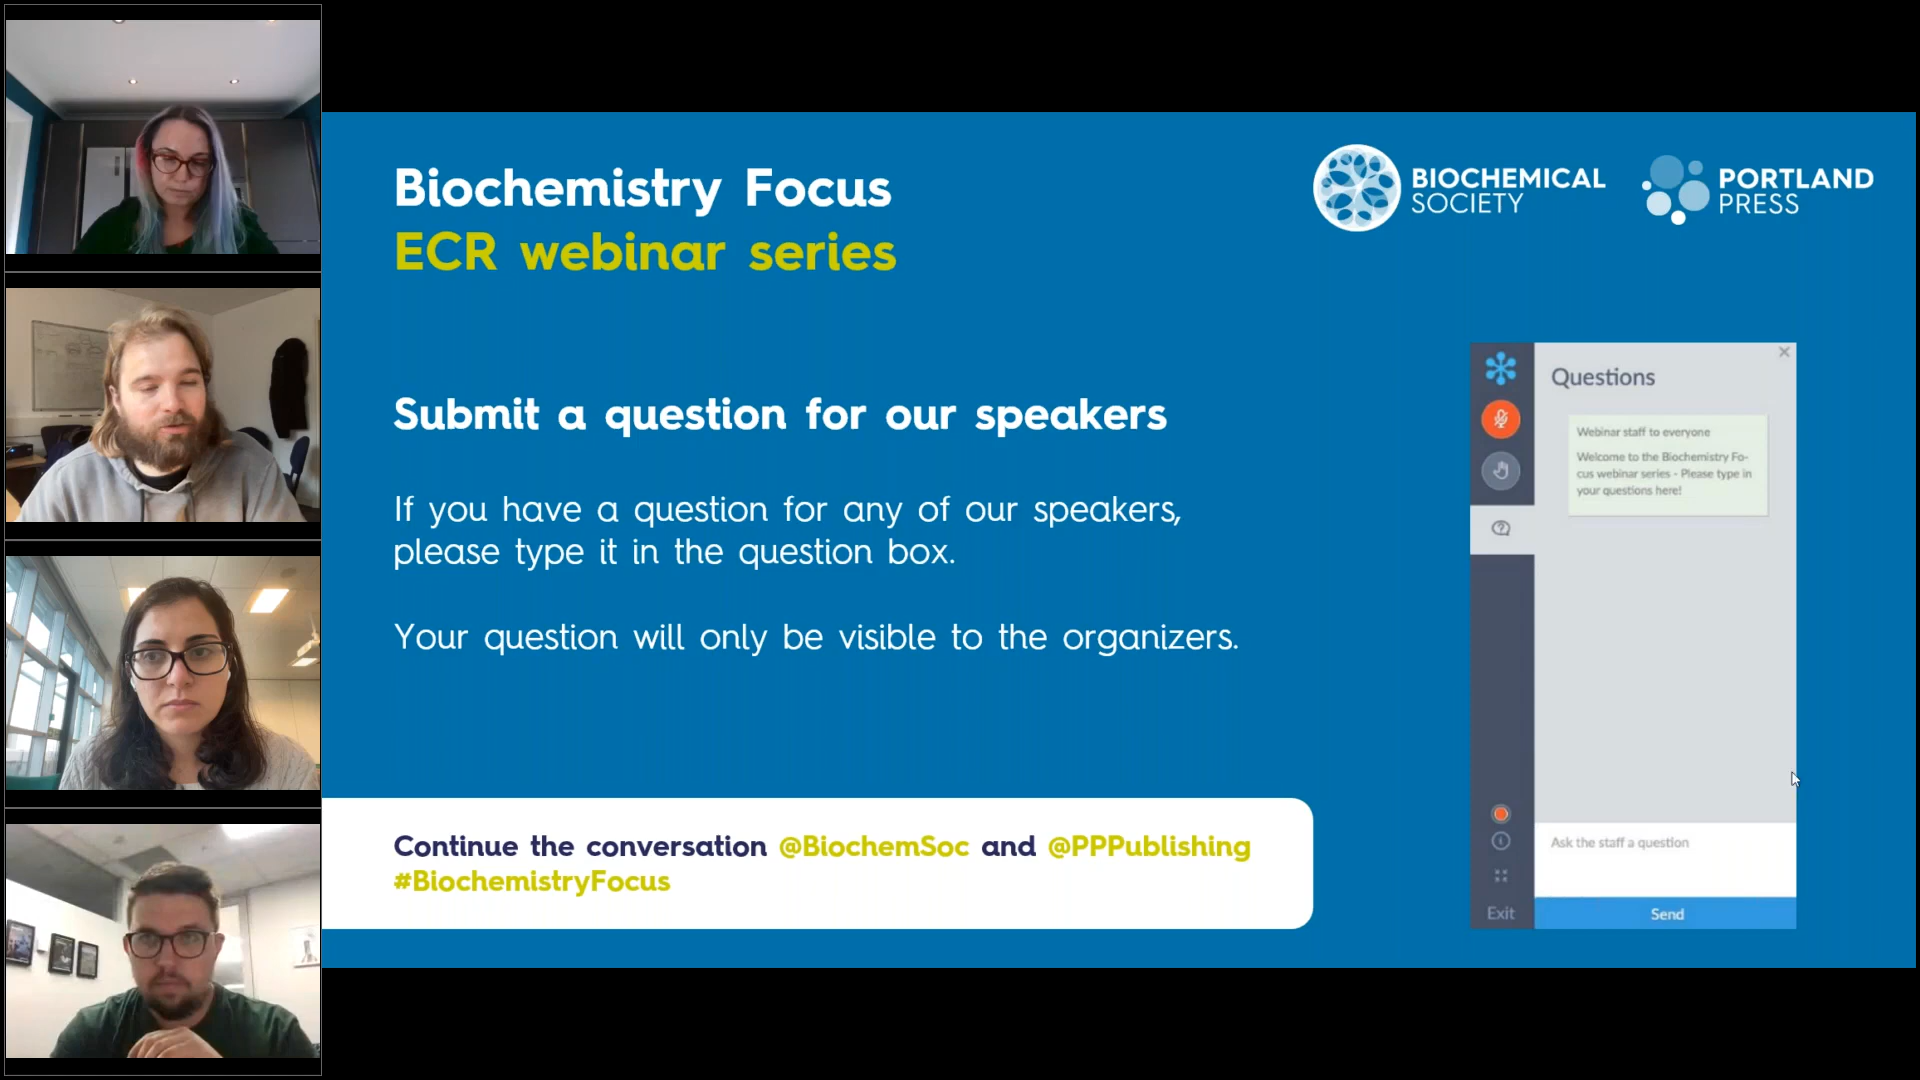 Biochemistry Focus
ECR webinar series
BIOCHEMICAL
SOCIETY
PORTLAND
PRESS
Submit a question for our speakers
If you have a question for any of our speakers,
please type it in the question box.
Your question will only be visible to the organizers.
Continue the conversation @BiochemSoc and @PPPublishing
#BiochemistryFocus
Questions
Webinar staff to everyone
Welcome to the Biochemistry Fo-
cus webinar series - Please type in
your questions here!
Ask the staff a question
Exit
Send